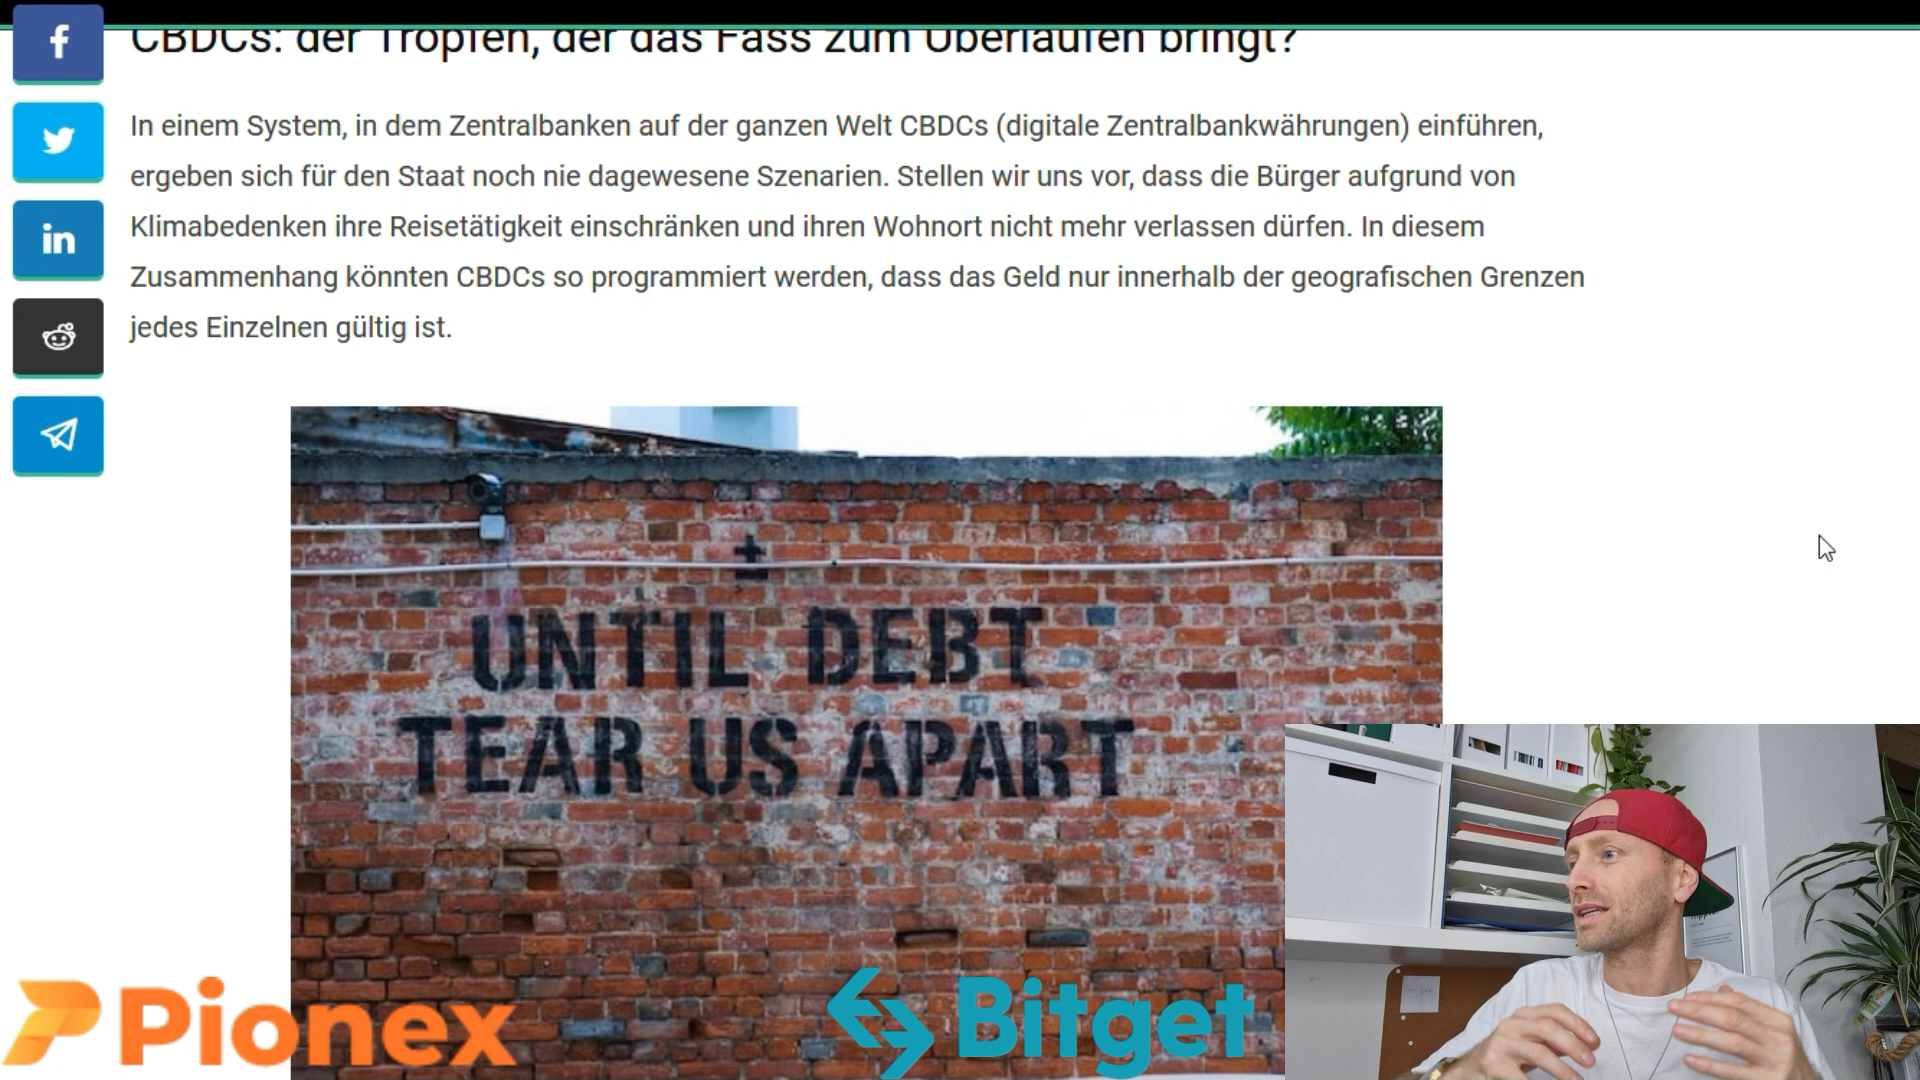 CBDCs: der Tropfen, der das Fass zum Überlaufen bringt?
In einem System, in dem Zentralbanken auf der ganzen Welt CBDCs (digitale Zentralbankwährungen) einführen,
ergeben sich für den Staat noch nie dagewesene Szenarien. Stellen wir uns vor, dass die Bürger aufgrund von
Klimabedenken ihre Reisetätigkeit einschränken und ihren Wohnort nicht mehr verlassen dürfen. In diesem
Zusammenhang könnten CBDCs so programmiert werden, dass das Geld nur innerhalb der geografischen Grenzen
jedes Einzelnen gültig ist.
UNTIL DEBT
TEAR US APART
Pionex
Bitget